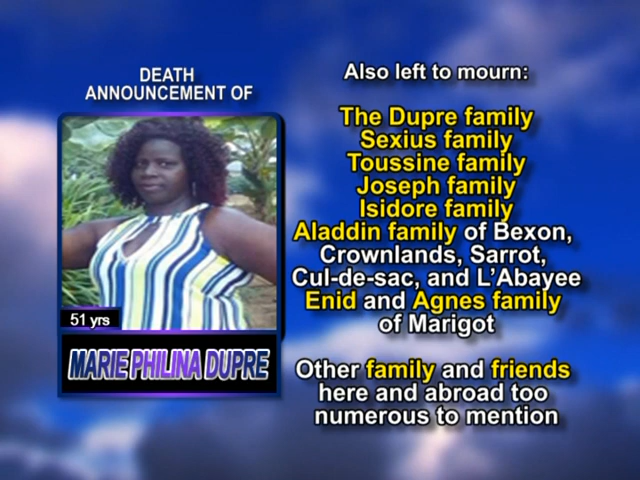 DEATH
ANNOUNCEMENT OF
51 yrs
MARIE PHILINA DUPRE
Also left to mourn:
The Dupre family
Sexius family
Toussine family
Joseph family
Isidore family
Aladdin family of Bexon,
Crownlands, Sarrot,
Cul-de-sac, and L'Abayee
Enid and Agnes family
of Marigot
Other family and friends
here and abroad too
numerous to mention